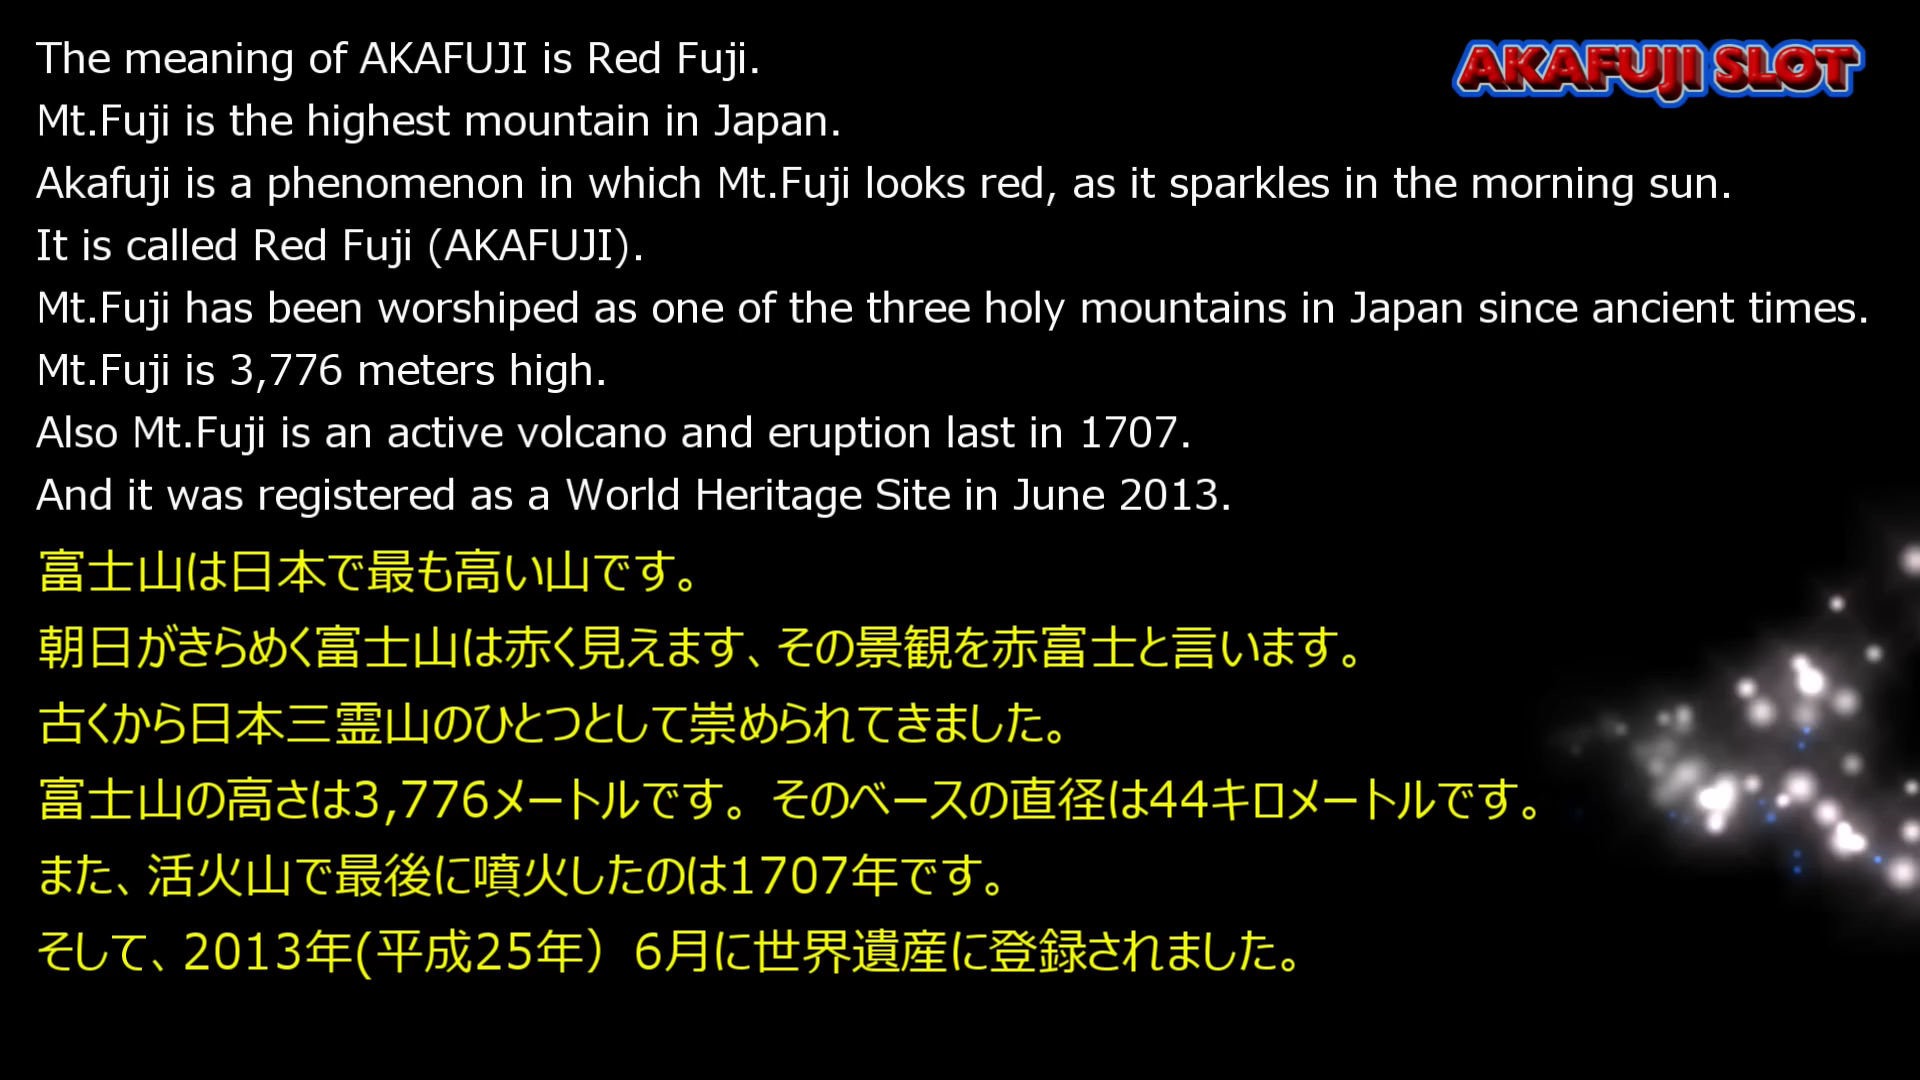 The meaning of AKAFUJI is Red Fuji.
AKAFUJI SLOT
Mt.Fuji is the highest mountain in Japan.
Akafuji is a phenomenon in which Mt.Fuji looks red, as it sparkles in the morning sun.
It is called Red Fuji (AKAFUJI).
Mt.Fuji has been worshiped as one of the three holy mountains in Japan since ancient times.
Mt.Fuji is 3,776 meters high.
Also Mt.Fuji is an active volcano and eruption last in 1707.
And it was registered as a World Heritage Site in June 2013.
富士山は日本で最も高い山です。
朝日がきらめく富士山は赤く見えます、その景観を赤富士と言います。
古くから日本三霊山のひとつとして崇められてきました。
富士山の高さは3,776メートルです。そのベースの直径は44キロメートルです。
また、活火山で最後に噴火したのは1707年です。
そして、2013年(平成25年）6月に世界遺産に登録されました。